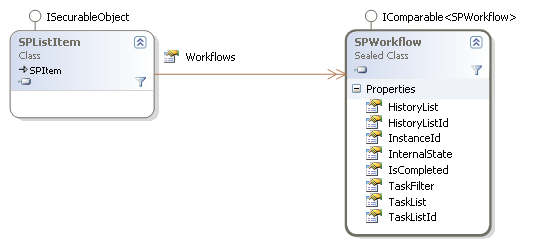 ISecurableObject
SPListItem
Class
SPItem
Workflows
IComparable<SPWorkflow>
SPWorkflow
Sealed Class
Properties
HistoryList
HistoryListId
InstanceId
InternalState
IsCompleted
TaskFilter
TaskList
TaskListId